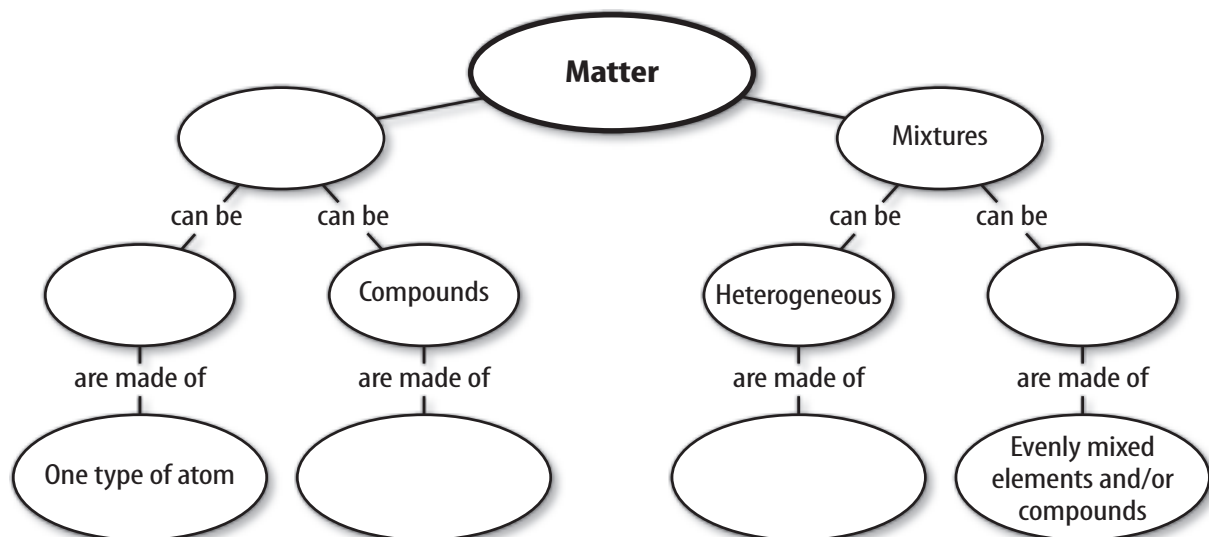 Matter
Mixtures
can be
can be
can be
can be
Compounds
Heterogeneous
are made of
are made of
are made of
are made of
One type of atom
Evenly mixed
elements and/or
compounds